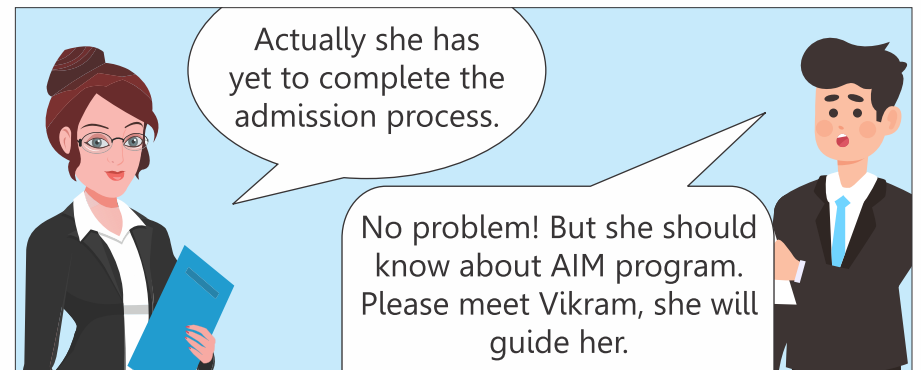 Actually she has
yet to complete the
admission process.
No problem! But she should
know about AIM program.
Please meet Vikram, she will
guide her.